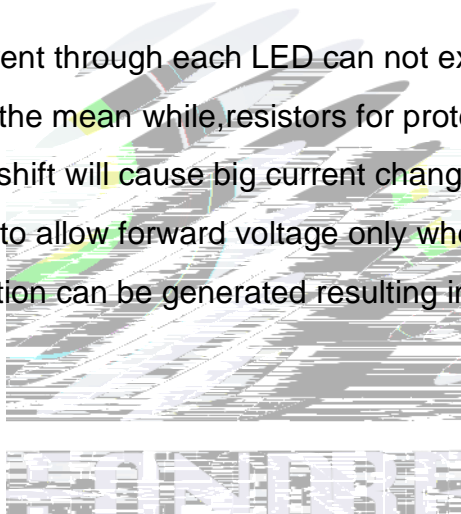 ent through each LED can not ex
the mean while,resistors for prote
shift will cause big current chang
to allow forward voltage only whe
tion can be generated resulting in